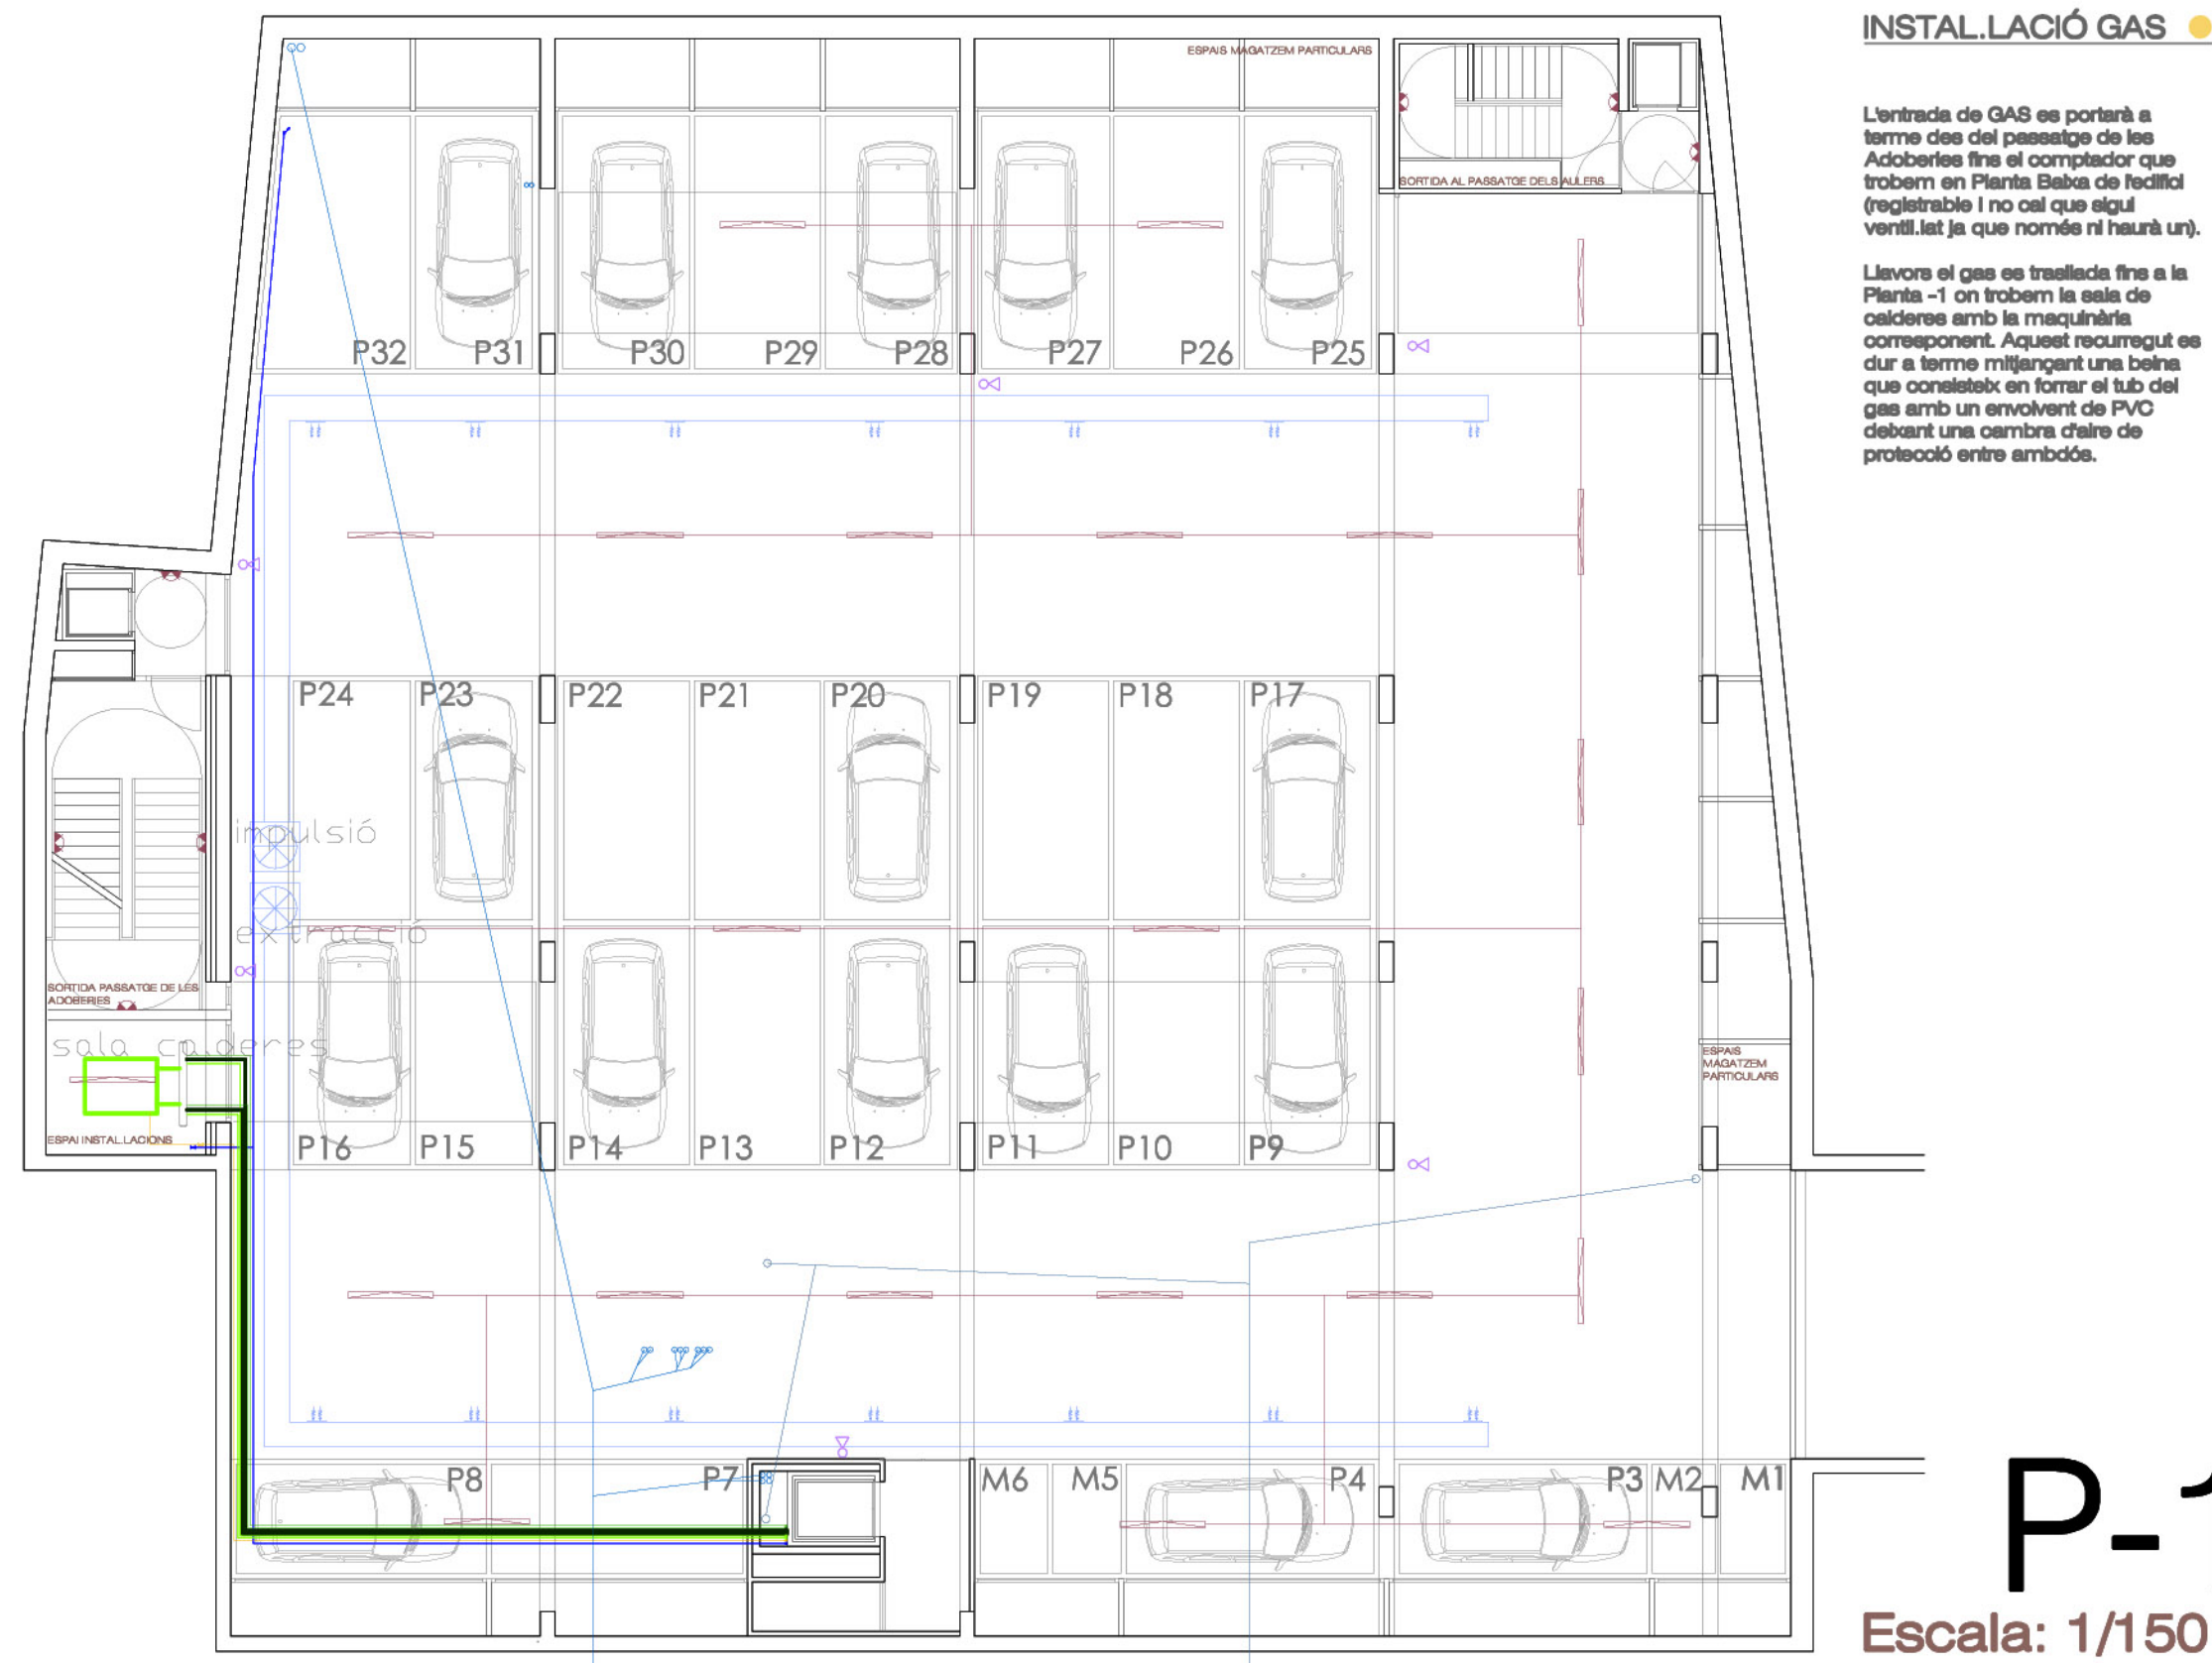 INSTAL.LACIÓ GAS
L'entrada de GAS es portarà a
terme des del passatge de les
Adoberies fins el comptador que
trobem en Planta Baixa de l'edifici
(registrable i no cal que sigui
ventil.lat ja que només ni haurà un).
Llavors el gas es trasllada fins a la
Planta -1 on trobem la sala de
calderes amb la maquinària
corresponent. Aquest recurregut es
dur a terme mitjançant una beina
que consisteix en forrar el tub del
gas amb un envolvent de PVC
deixant una cambra d'aire de
protecció entre ambdós.
ESPAIS MAGATZEM PARTICULARS
SORTIDA AL PASSATGE DELS AULERS
P32 P31 P30 P29 P28 P27 P26 P25
P24 P23 P22 P21 P20 P19 P18 P17
impulsió
extracció
SORTIDA PASSATGE DE LES
ADOBERIES
sala calderes
ESPAIS
MAGATZEM
PARTICULARS
ESPAI INSTAL.LACIONS
P16 P15 P14 P13 P12 P11 P10 P9
P8 P7 M6 M5 P4 P3 M2 M1
P-1
Escala: 1/150